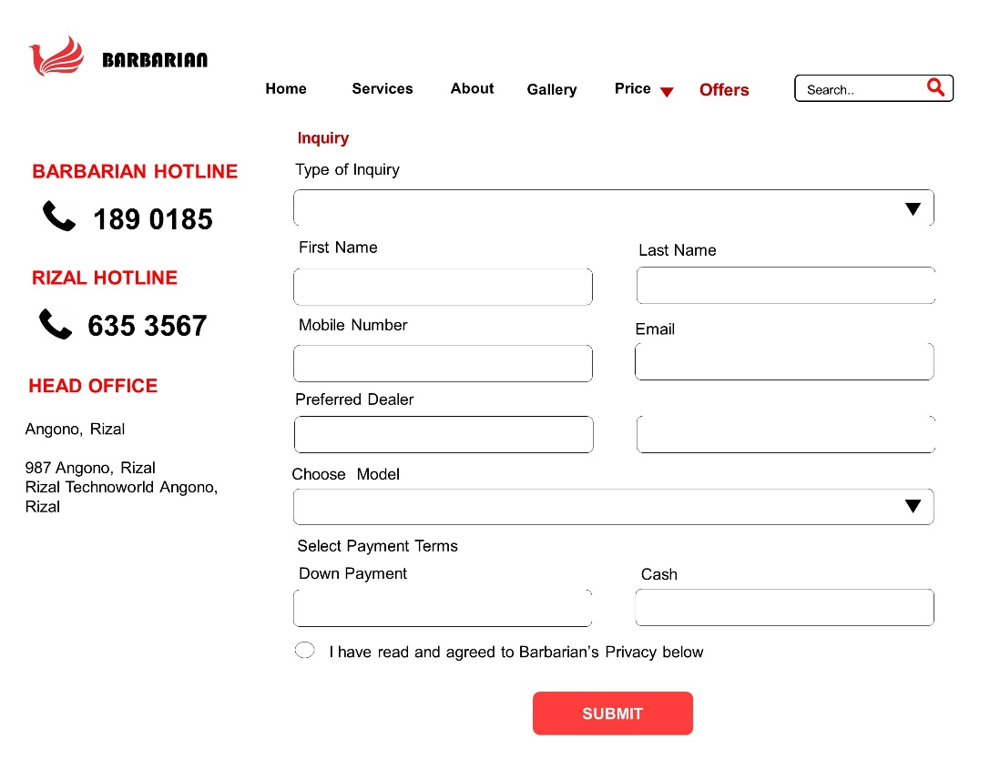 BARBARIAN
Home Services About Gallery Price Offers Search..
Inquiry
BARBARIAN HOTLINE
189 0185
RIZAL HOTLINE
635 3567
HEAD OFFICE
Angono, Rizal
987 Angono, Rizal
Rizal Technoworld Angono,
Rizal
Type of Inquiry
First Name
Last Name
Mobile Number
Email
Preferred Dealer
Choose Model
Select Payment Terms
Down Payment
Cash
I have read and agreed to Barbarian’s Privacy below
SUBMIT